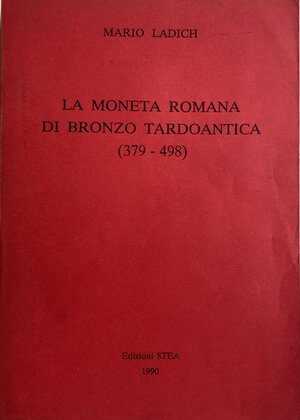 MARIO LADICH
LA MONETA ROMANA
DI BRONZO TARDOANTICA
(379 - 498)
Edizioni STEA
1990